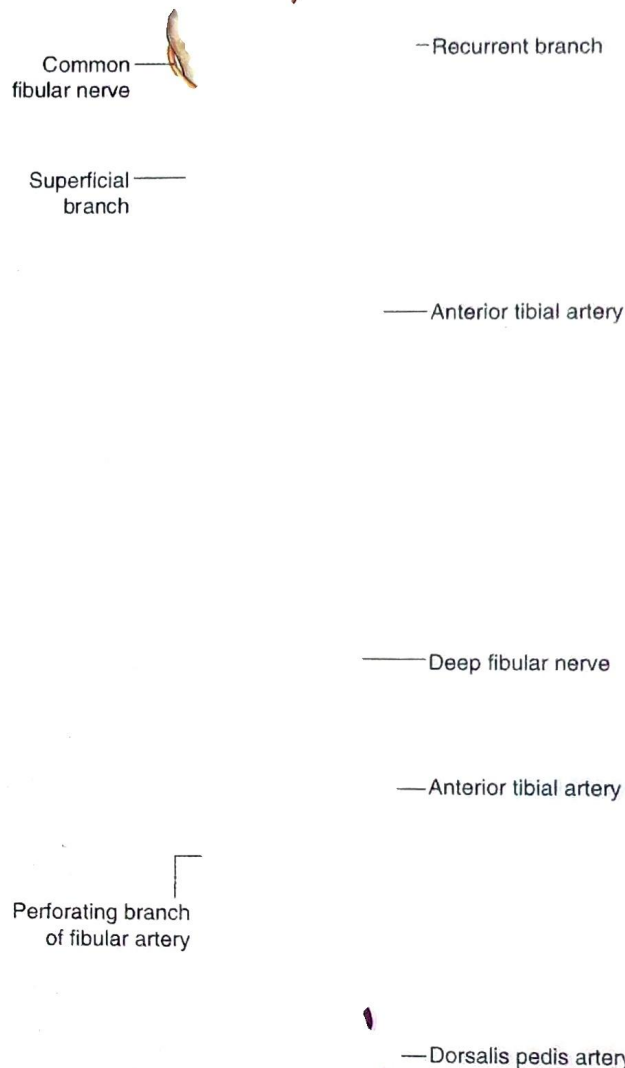 Recurrent branch
Common
fibular nerve
Superficial
branch
Anterior tibial artery
Deep fibular nerve
Anterior tibial artery
Perforating branch
of fibular artery
Dorsalis pedis artery